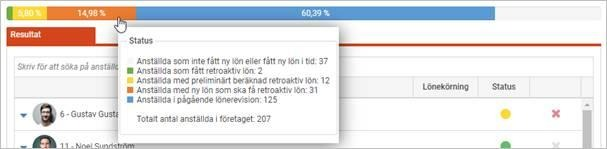 5,80 % 14,98 % 60,39 %
Resultat
Status
Anställda som inte fått ny lön eller fått ny lön i tid: 37
Anställda som fått retroaktiv lön: 2
Anställda med preliminärt beräknad retroaktiv lön: 12
Anställda med ny lön som ska få retroaktiv lön: 31
Anställda i pågående lönerevision: 125
Totalt antal anställda i företaget: 207
Skriv för att söka på anställd
Lönekörning Status
6 - Gustav Gusta
11 - Noel Sundström